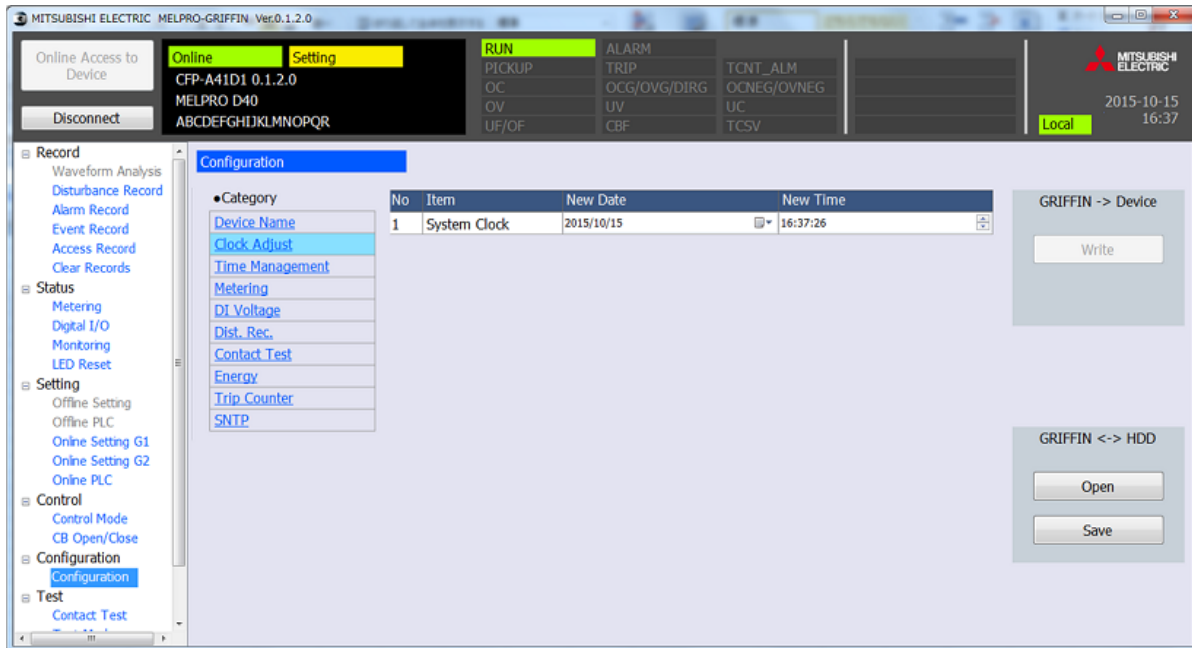 MITSUBISHI ELECTRIC MELPRO-GRIFFIN Ver.0.1.2.0
Online Access to Device
Disconnect
Online Setting
CFP-A41D1 0.1.2.0
MELPRO D40
ABCDEFGHIJKLMNOPQR
RUN ALARM
PICKUP TRIP TCNT_ALM
OC OCG/OVG/DIRG OCNEG/OVNEG
OV UV UC
UF/OF CBF TCSV
MITSUBISHI
ELECTRIC
2015-10-15
Local 16:37
Record
Waveform Analysis
Disturbance Record
Alarm Record
Event Record
Access Record
Clear Records
Status
Metering
Digital I/O
Monitoring
LED Reset
Setting
Offline Setting
Offline PLC
Online Setting G1
Online Setting G2
Online PLC
Control
Control Mode
CB Open/Close
Configuration
Configuration
Test
Contact Test
Configuration
●Category
Device Name
Clock Adjust
Time Management
Metering
DI Voltage
Dist. Rec.
Contact Test
Energy
Trip Counter
SNTP
No Item New Date New Time
1 System Clock 2015/10/15 16:37:26
GRIFFIN -> Device
Write
GRIFFIN <-> HDD
Open
Save